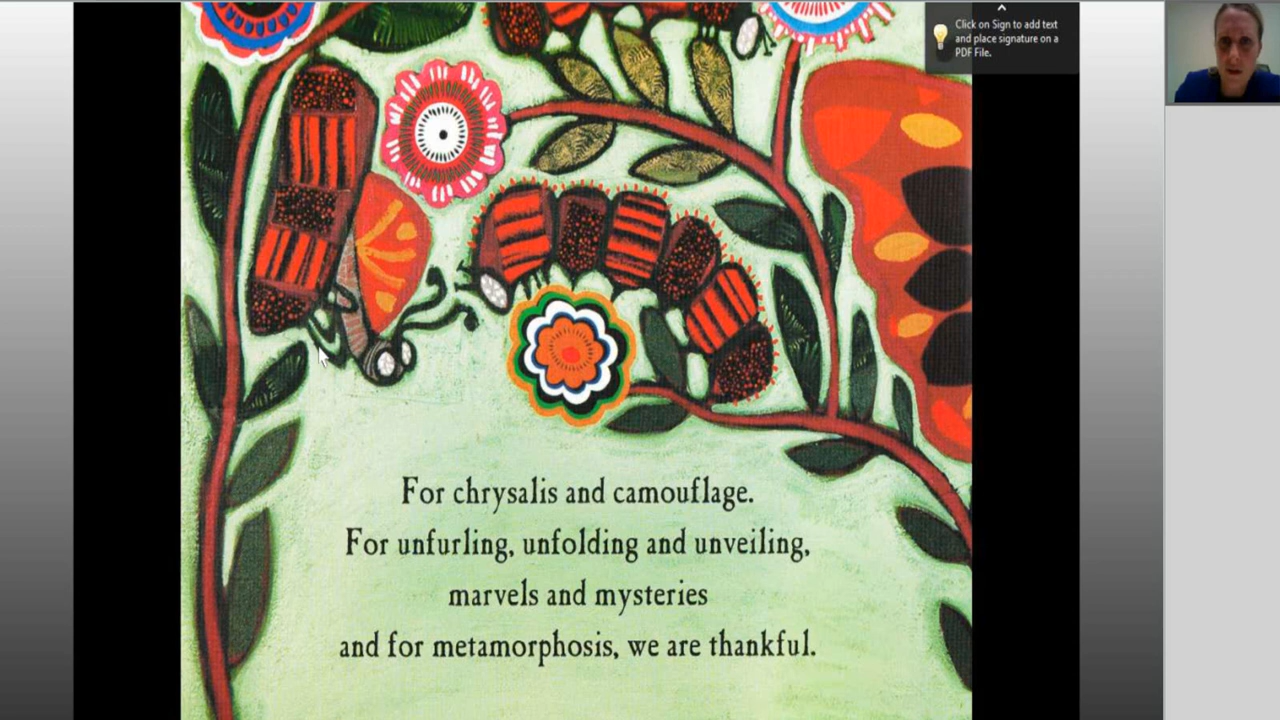 Click on Sign to add text
and place signature on a
PDF File.
For chrysalis and camouflage.
For unfurling, unfolding and unveiling,
marvels and mysteries
and for metamorphosis, we are thankful.